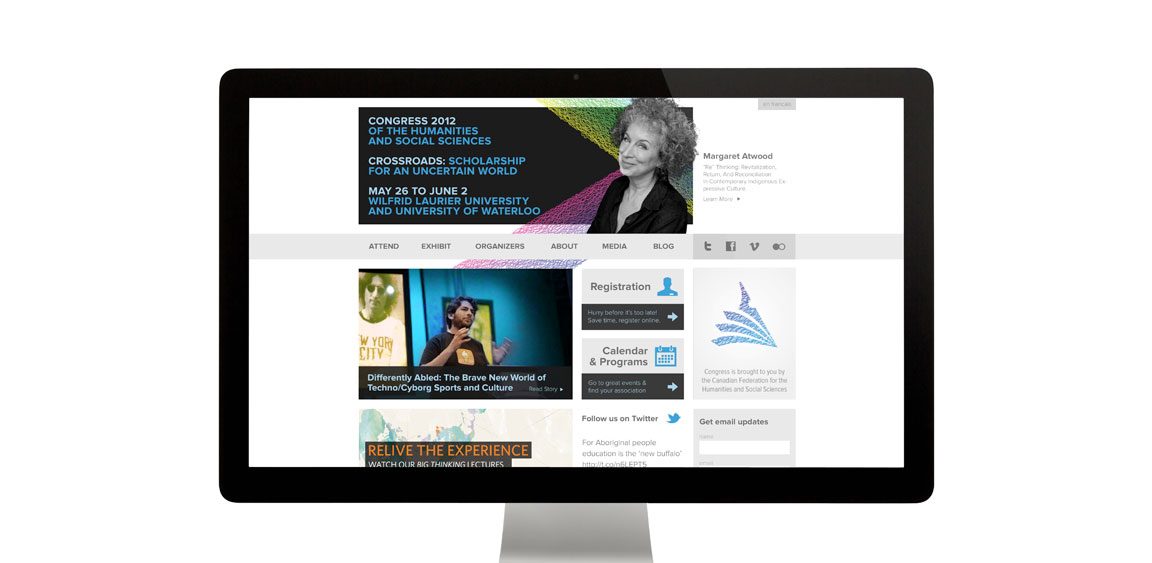 en français
CONGRESS 2012
OF THE HUMANITIES
AND SOCIAL SCIENCES
CROSSROADS: SCHOLARSHIP
FOR AN UNCERTAIN WORLD
MAY 26 TO JUNE 2
WILFRID LAURIER UNIVERSITY
AND UNIVERSITY OF WATERLOO
Margaret Atwood
"Re" Thinking: Revitalization,
Return, And Reconciliation
in Contemporary Indigenous Ex
pressive Culture
Learn More
ATTEND EXHIBIT ORGANIZERS ABOUT MEDIA BLOG
NEW YORK
CITY
Differently Abled: The Brave New World of
Techno/Cyborg Sports and Culture
Read Story
Registration
Hurry before it's too late!
Save time, register online.
Calendar
& Programs
Go to great events &
find your association
Congress is brought to you by
the Canadian Federation for the
Humanities and Social Sciences
RELIVE THE EXPERIENCE
WATCH OUR BIG THINKING LECTURES
Follow us on Twitter
For Aboriginal people
education is the 'new buffalo'
http://t.co/n6LEPT5
Get email updates
name
email